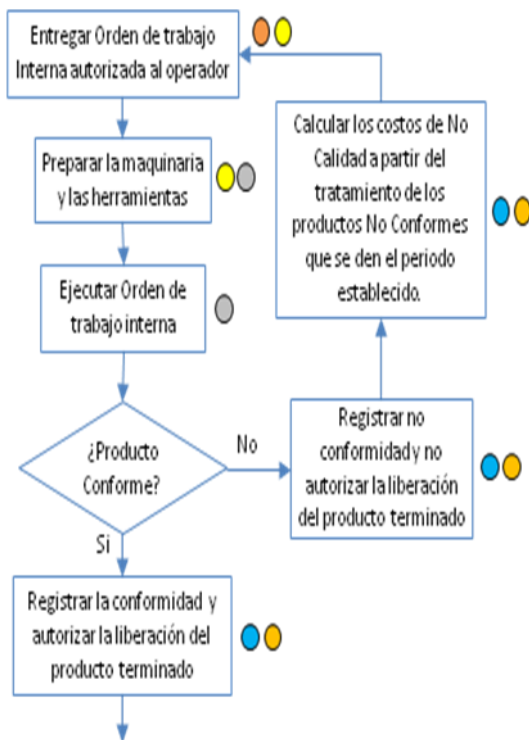 Entregar Orden de trabajo
Interna autorizada al operador
Preparar la maquinaria
y las herramientas
Ejecutar Orden de
trabajo interna
¿Producto
Conforme?
No
Si
Registrar la conformidad y
autorizar la liberación del
producto terminado
Registrar no
conformidad y no
autorizar la liberación
del producto terminado
Calcular los costos de No
Calidad a partir del
tratamiento de los
productos No Conformes
que se den el periodo
establecido.